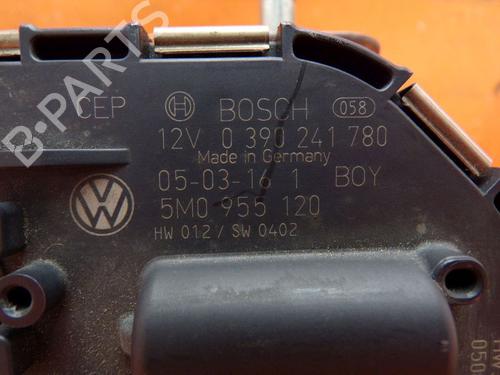 B-PARTS
CEP BOSCH 058
12V 0 390 241 780
Made in Germany
05-03-16 1 BOY
5M0 955 120
HW 012 / SW 0402